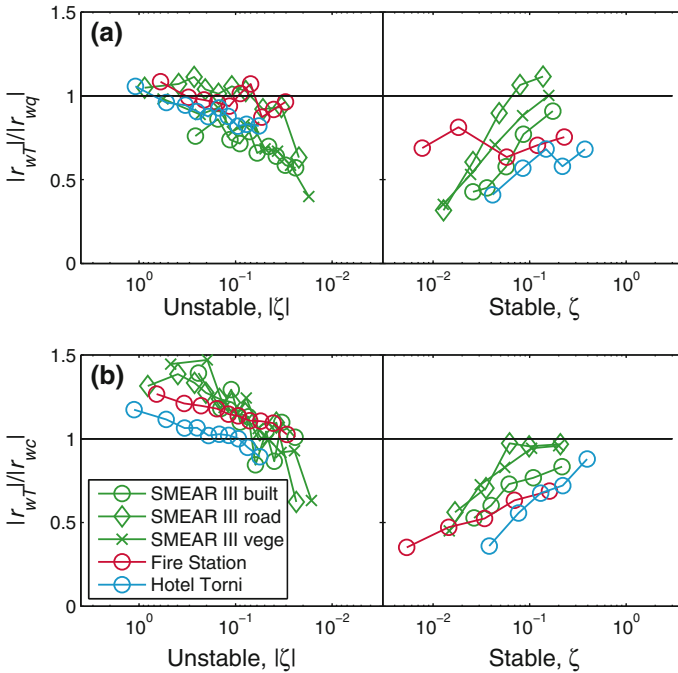 (a)
1.5
1
0.5
0
|r_wT|/|r_wq|
10^0
10^-1
10^-2
Unstable, |ζ|
10^-2
10^-1
10^0
Stable, ζ
(b)
1.5
1
0.5
0
|r_wT|/|r_wc|
SMEAR III built
SMEAR III road
SMEAR III vege
Fire Station
Hotel Torni
10^0
10^-1
10^-2
Unstable, |ζ|
10^-2
10^-1
10^0
Stable, ζ